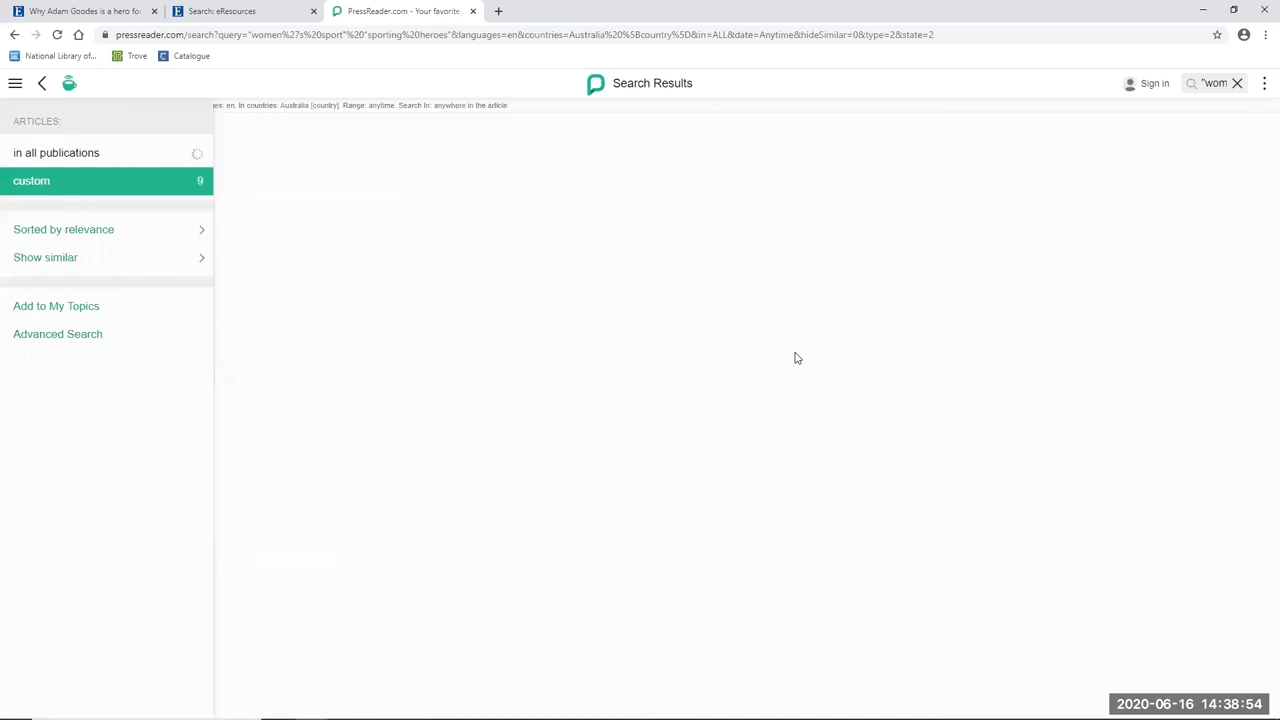 Why Adam Goodes is a hero for
Search: eResources
PressReader.com - Your favorite
pressreader.com/search?query="women%27s%20sport"%20"sporting%20heroes"&languages=en&countries=Australia%20%5Bcountry%5D&in=ALL&date=Anytime&hideSimilar=0&type=2&state=2
National Library of...
Trove
Catalogue
Search Results
Sign in
"wom
ges: en. In countries: Australia [country]. Range: anytime. Search In: anywhere in the article.
ARTICLES:
in all publications
custom 9
Sorted by relevance
Show similar
Add to My Topics
Advanced Search
2020-06-16 14:38:54